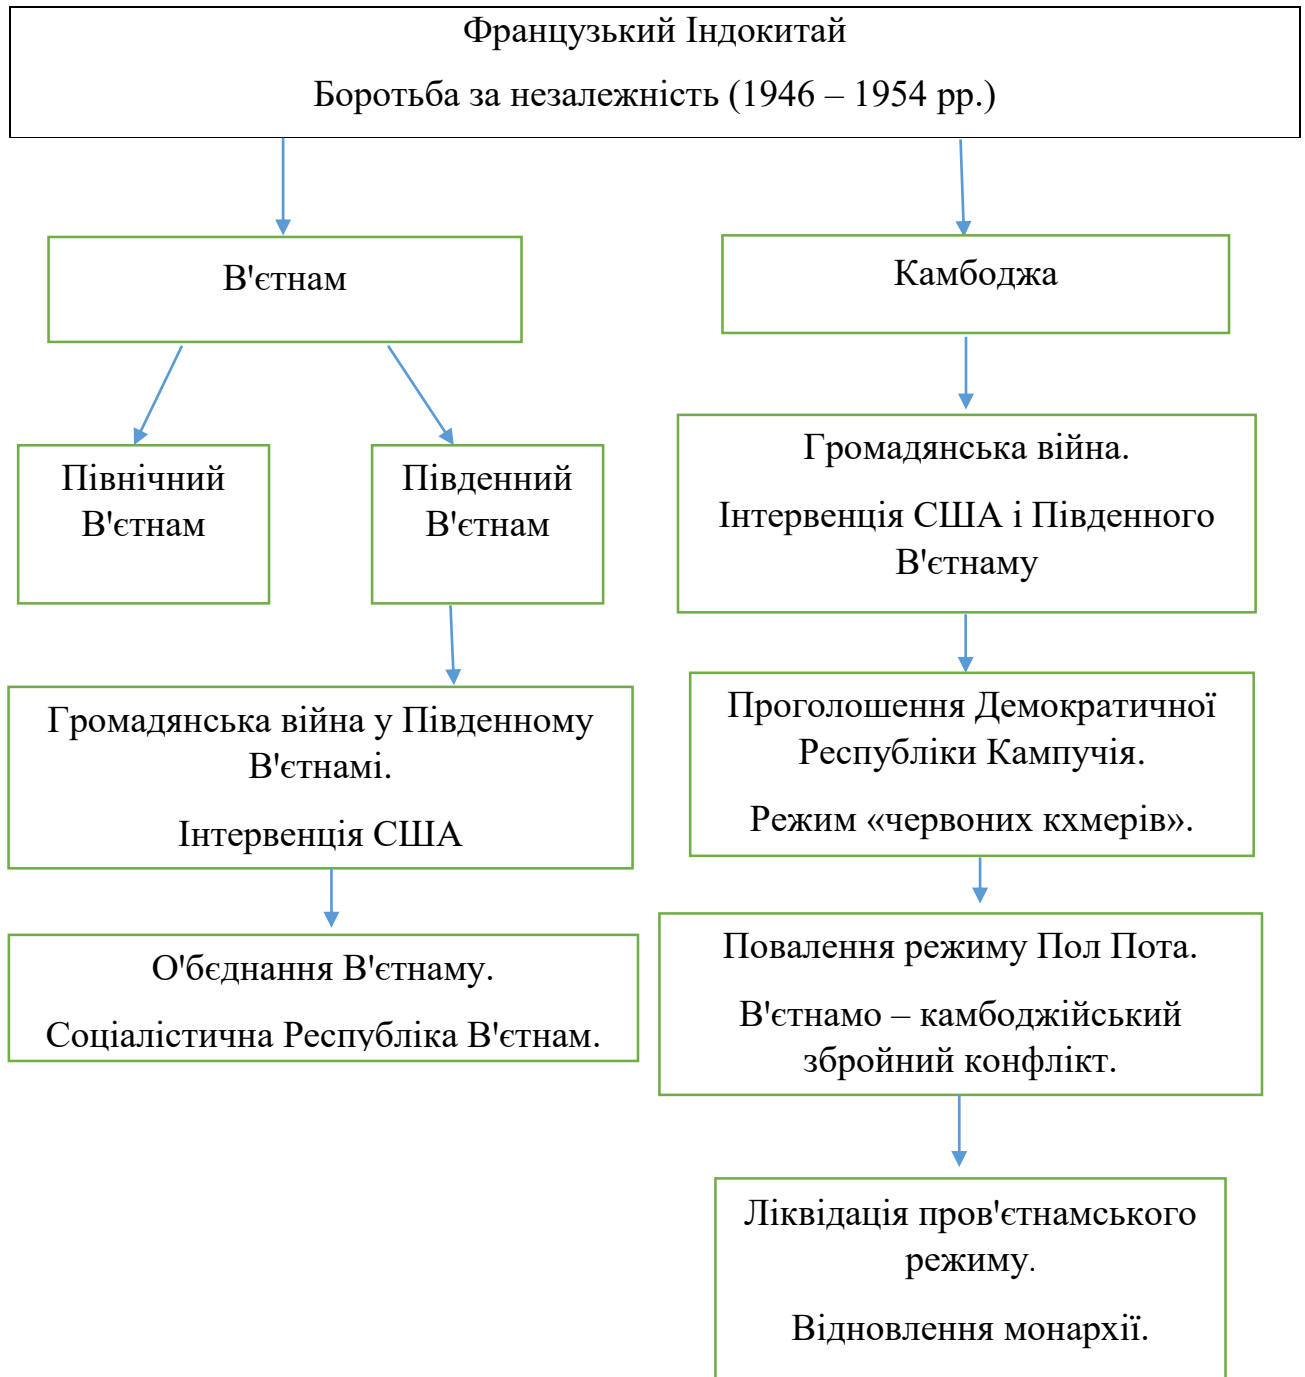 Французький Індокитай
Боротьба за незалежність (1946 – 1954 рр.)
В'єтнам
Камбоджа
Північний
В'єтнам
Південний
В'єтнам
Громадянська війна у Південному
В'єтнамі.
Інтервенція США
О'бєднання В'єтнаму.
Соціалістична Республіка В'єтнам.
Громадянська війна.
Інтервенція США і Південного
В'єтнаму
Проголошення Демократичної
Республіки Кампучія.
Режим «червоних кхмерів».
Повалення режиму Пол Пота.
В'єтнамо – камбоджійський
збройний конфлікт.
Ліквідація пров'єтнамського
режиму.
Відновлення монархії.